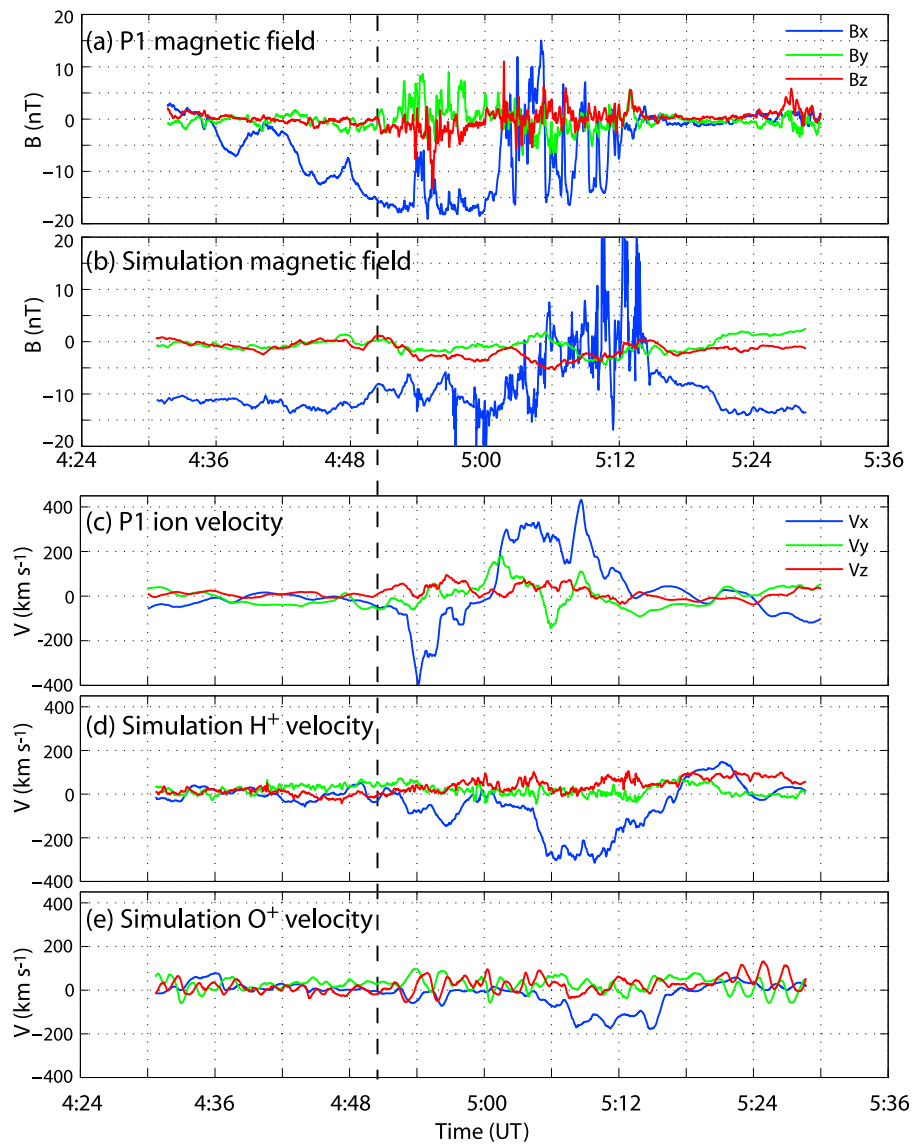 20
(a) P1 magnetic field
Bx
By
Bz
10
0
−10
−20
B (nT)
20
(b) Simulation magnetic field
10
0
−10
−20
B (nT)
4:24 4:36 4:48 5:00 5:12 5:24 5:36
400
(c) P1 ion velocity
Vx
Vy
Vz
200
0
−200
−400
V (km s-1)
400
(d) Simulation H+ velocity
200
0
−200
−400
V (km s-1)
400
(e) Simulation O+ velocity
200
0
−200
−400
V (km s-1)
4:24 4:36 4:48 5:00 5:12 5:24 5:36
Time (UT)